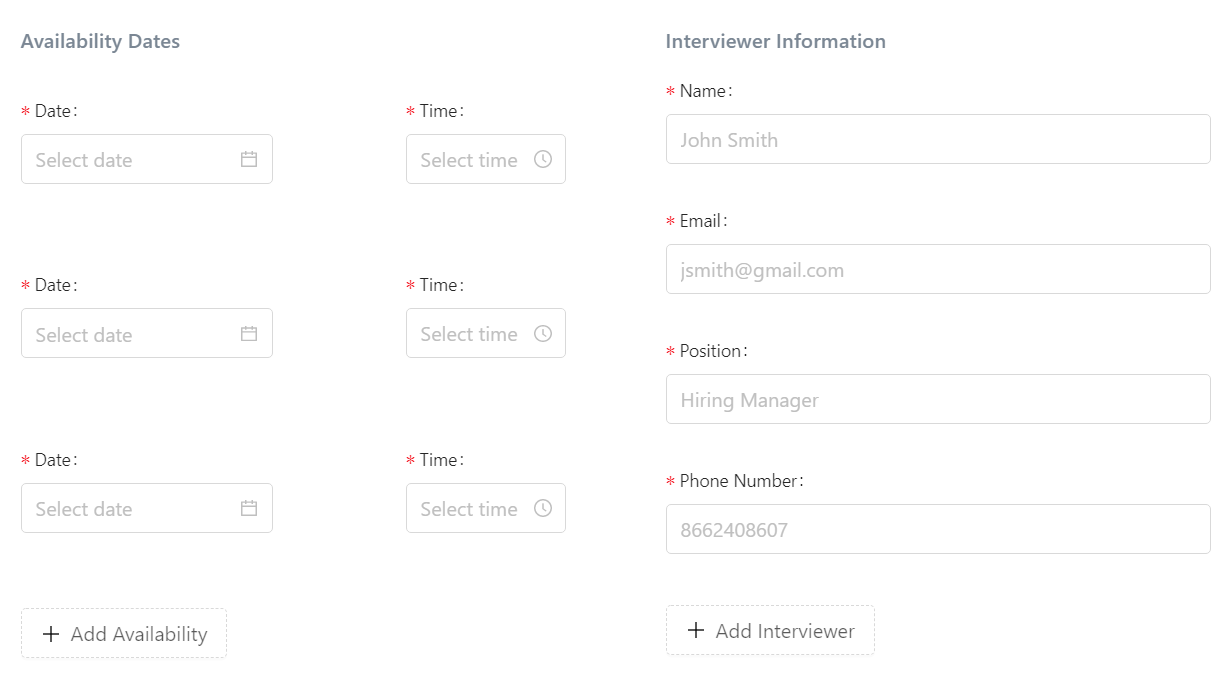 Availability Dates
* Date:
Select date
* Time:
Select time
* Date:
Select date
* Time:
Select time
* Date:
Select date
* Time:
Select time
+ Add Availability
Interviewer Information
* Name:
John Smith
* Email:
jsmith@gmail.com
* Position:
Hiring Manager
* Phone Number:
8662408607
+ Add Interviewer